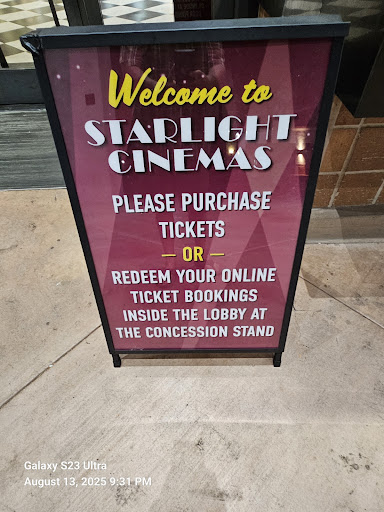 Welcome to
STARLIGHT
CINEMAS
PLEASE PURCHASE
TICKETS
— OR —
REDEEM YOUR ONLINE
TICKET BOOKINGS
INSIDE THE LOBBY AT
THE CONCESSION STAND
Galaxy S23 Ultra
August 13, 2025 9:31 PM